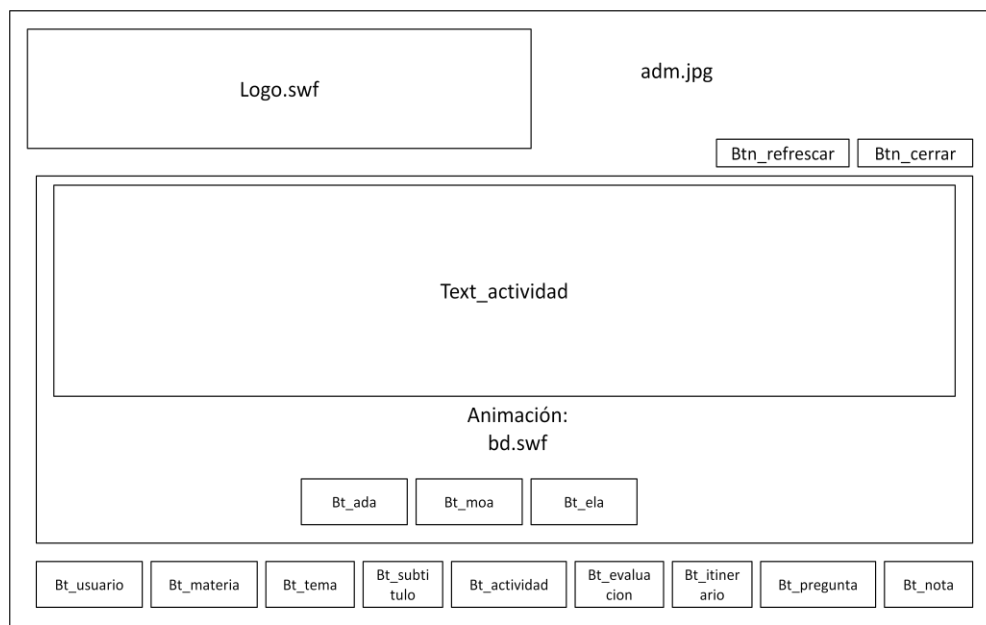 Logo.swf
adm.jpg
Btn_refrescar
Btn_cerrar
Text_actividad
Animación:
bd.swf
Bt_ada
Bt_moa
Bt_ela
Bt_usuario
Bt_materia
Bt_tema
Bt_subti
tulo
Bt_actividad
Bt_evalua
cion
Bt_itiner
ario
Bt_pregunta
Bt_nota